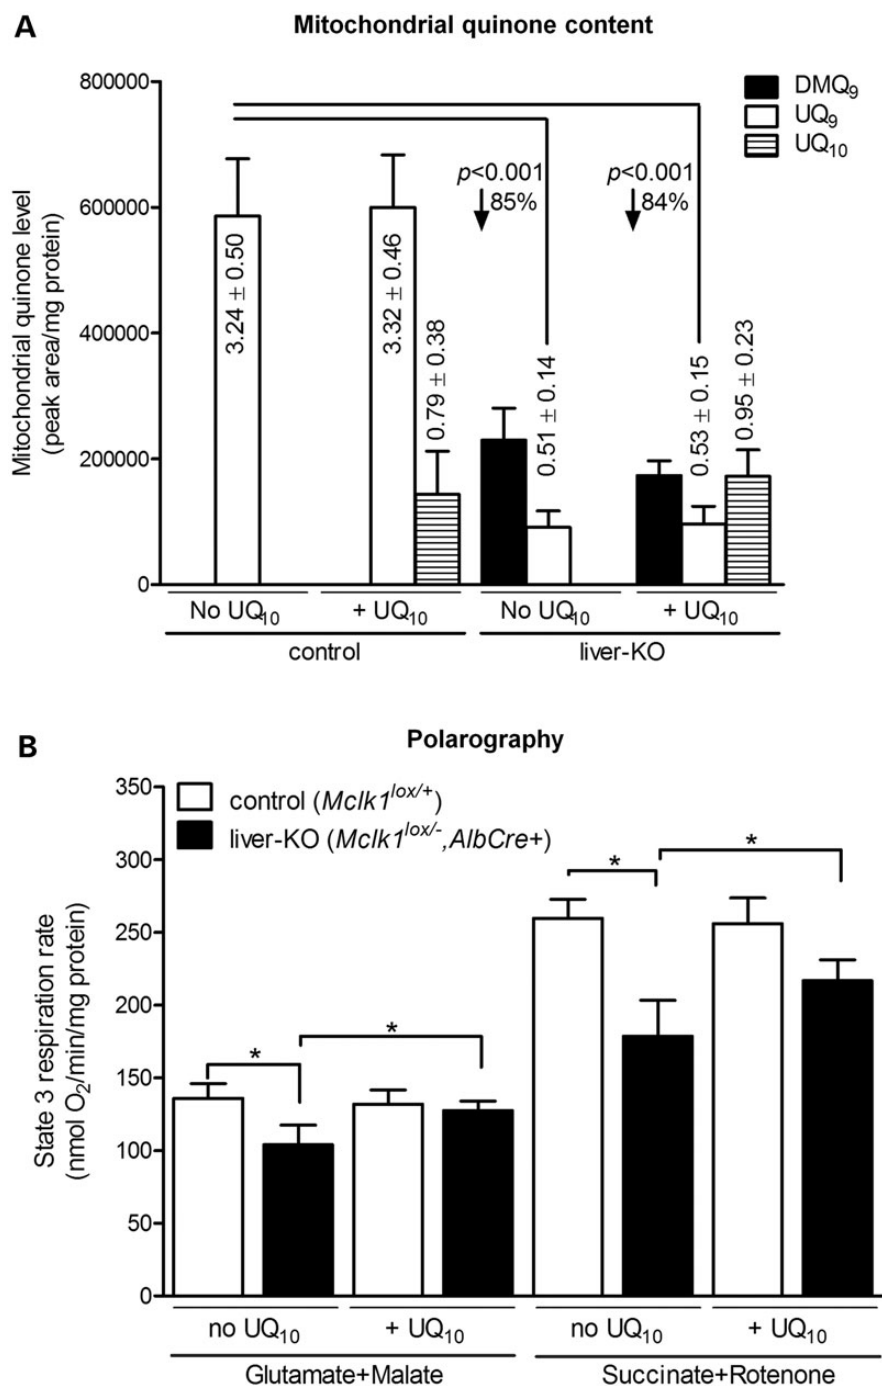 A
Mitochondrial quinone content
Mitochondrial quinone level
(peak area/mg protein)
800000
600000
400000
200000
0
DMQ₉
UQ₉
UQ₁₀
p<0.001
85%
p<0.001
84%
3.24 ± 0.50
3.32 ± 0.46
0.79 ± 0.38
0.51 ± 0.14
0.53 ± 0.15
0.95 ± 0.23
No UQ₁₀
+ UQ₁₀
No UQ₁₀
+ UQ₁₀
control
liver-KO
B
Polarography
State 3 respiration rate
(nmol O₂/min/mg protein)
350
300
250
200
150
100
50
0
control (Mclk1^lox/+)
liver-KO (Mclk1^lox/-,AlbCre+)
*
*
*
*
no UQ₁₀
+ UQ₁₀
no UQ₁₀
+ UQ₁₀
Glutamate+Malate
Succinate+Rotenone